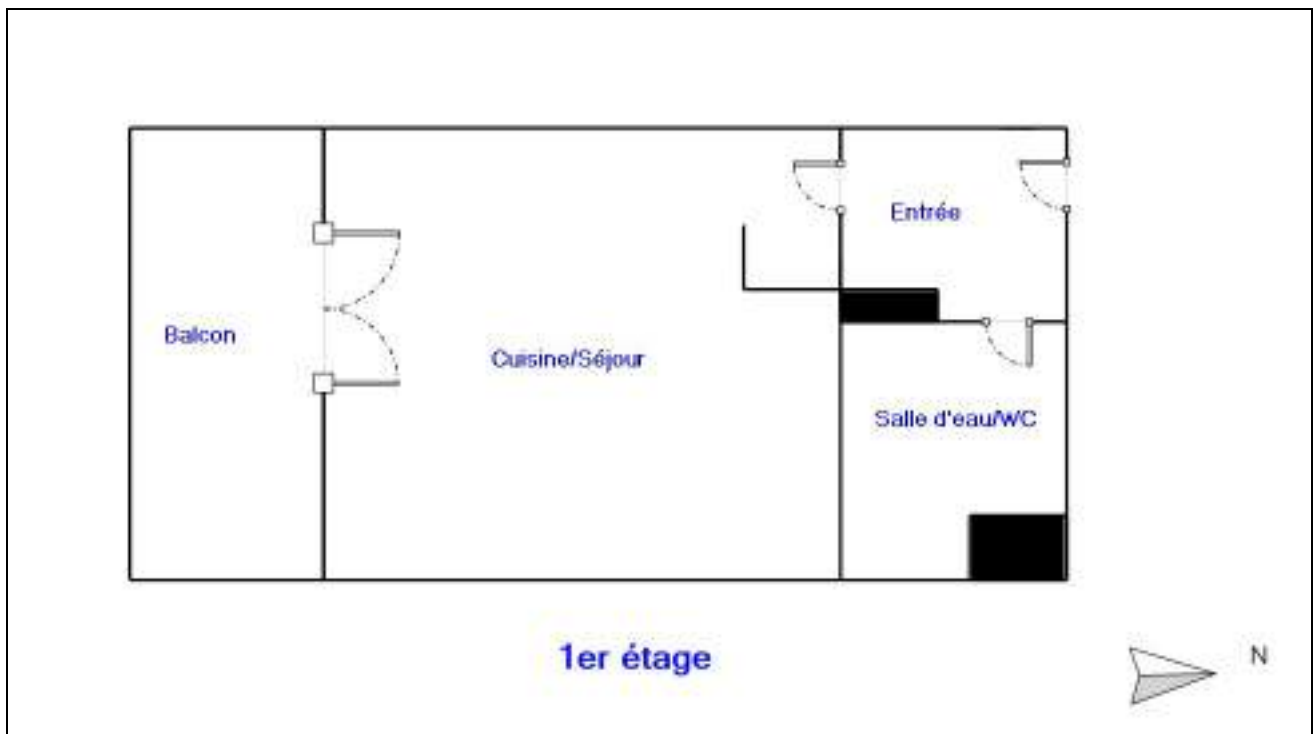 Entrée
Balcon
Cuisine/Séjour
Salle d'eau/WC
1er étage
N